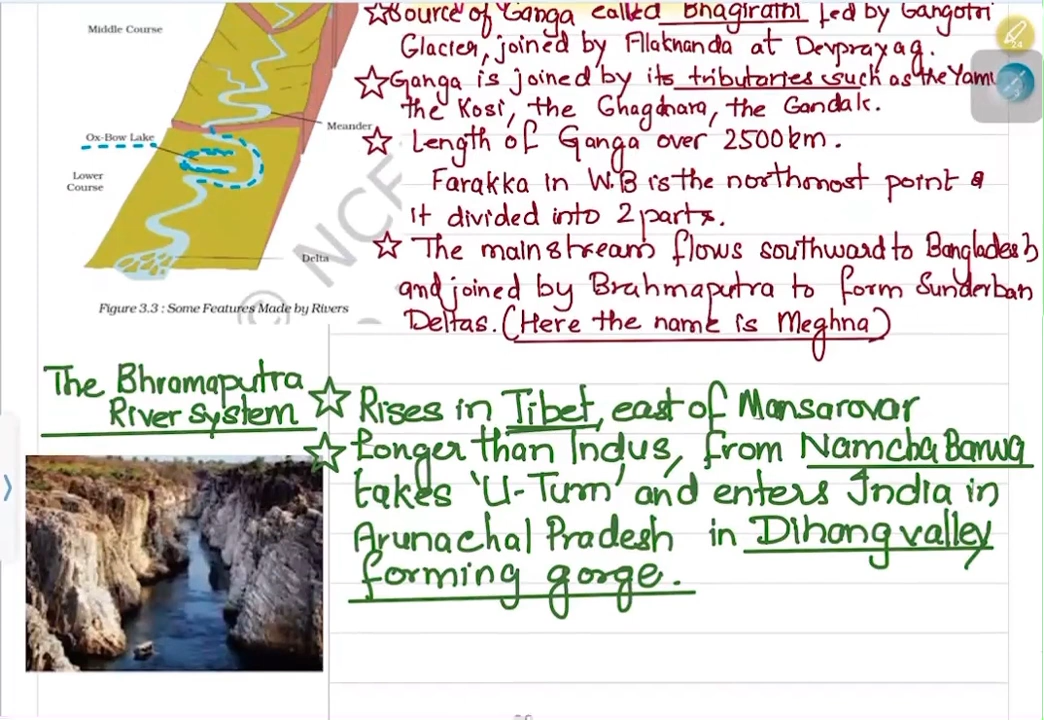 Middle Course
Meander
Ox-Bow Lake
Lower
Course
Delta
© NCE
Figure 3.3 : Some Features Made by Rivers
☆Source of Ganga called Bhagirathi fed by Gangotri
Glacier, joined by Alaknanda at Devprayag.
☆Ganga is joined by its tributaries such as the Yamu
the Kosi, the Ghaghara, the Gandak.
☆ Length of Ganga over 2500km.
Farakka in W.B is the northmost point
it divided into 2 parts.
☆ The mainstream flows southward to Bangladesh
and joined by Brahmaputra to form Sunderban
Deltas. (Here the name is Meghna)
The Bhramaputra
River System
☆ Rises in Tibet, east of Mansarovar
☆ Longer than Indus, from Namcha Barwa
takes 'U-Turn' and enters India in
Arunachal Pradesh in Dihang valley
forming gorge.